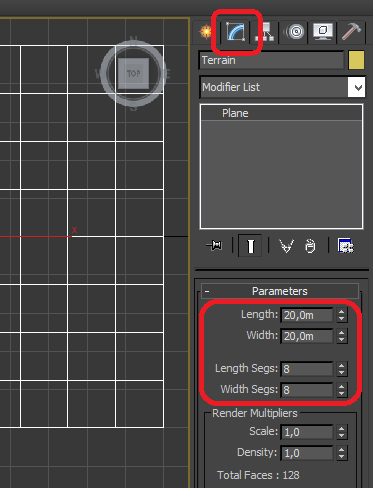 N
W
TOP
E
S
x
Terrain
Modifier List
Plane
- Parameters
Length: 20,0m
Width: 20,0m
Length Segs: 8
Width Segs: 8
Render Multipliers
Scale: 1,0
Density: 1,0
Total Faces : 128